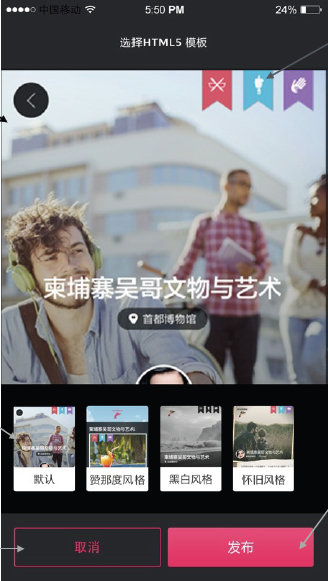 中国移动 5:50 PM 24%
选择HTML5 模板
柬埔寨吴哥文物与艺术
首都博物馆
默认 赞那度风格 黑白风格 怀旧风格
取消 发布